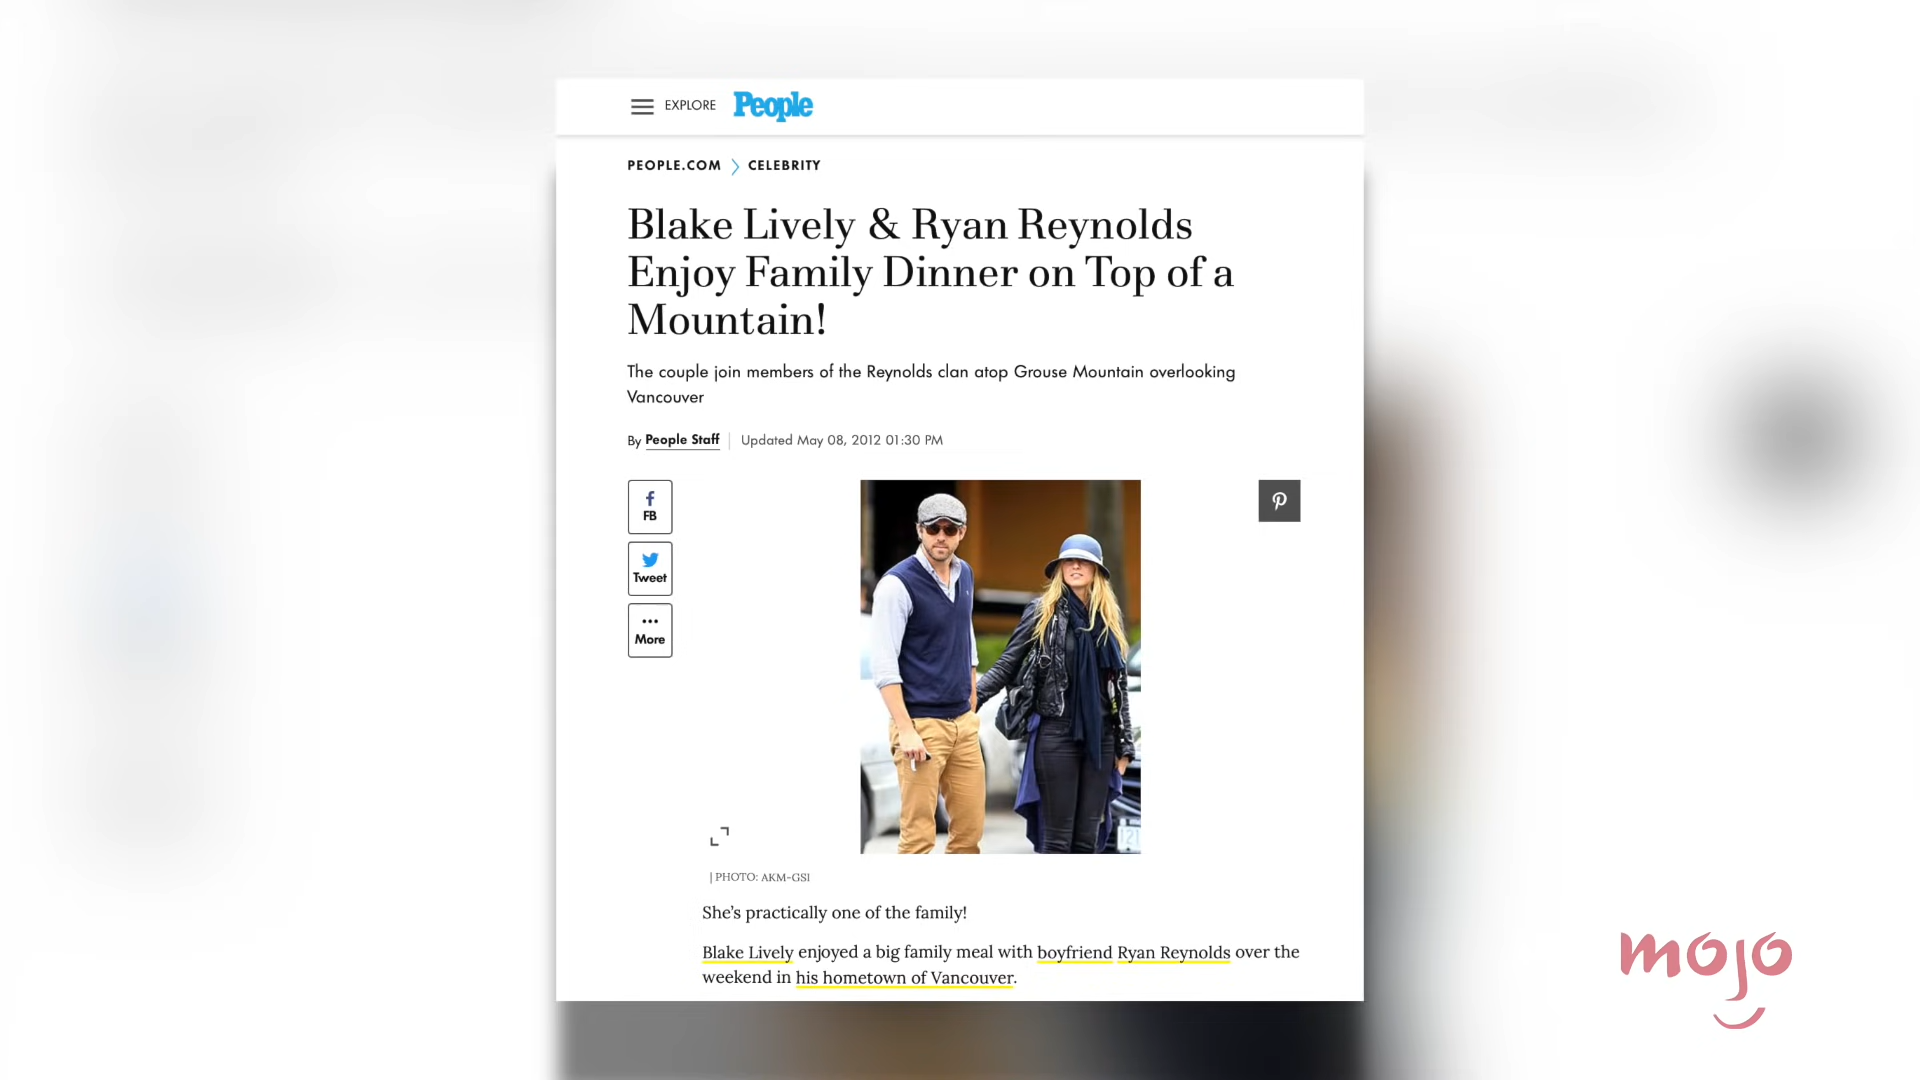 EXPLORE People
PEOPLE.COM > CELEBRITY
Blake Lively & Ryan Reynolds
Enjoy Family Dinner on Top of a
Mountain!
The couple join members of the Reynolds clan atop Grouse Mountain overlooking
Vancouver
By People Staff | Updated May 08, 2012 01:30 PM
FB
Tweet
More
121
| PHOTO: AKM-GSI
She's practically one of the family!
Blake Lively enjoyed a big family meal with boyfriend Ryan Reynolds over the
weekend in his hometown of Vancouver.
mojo